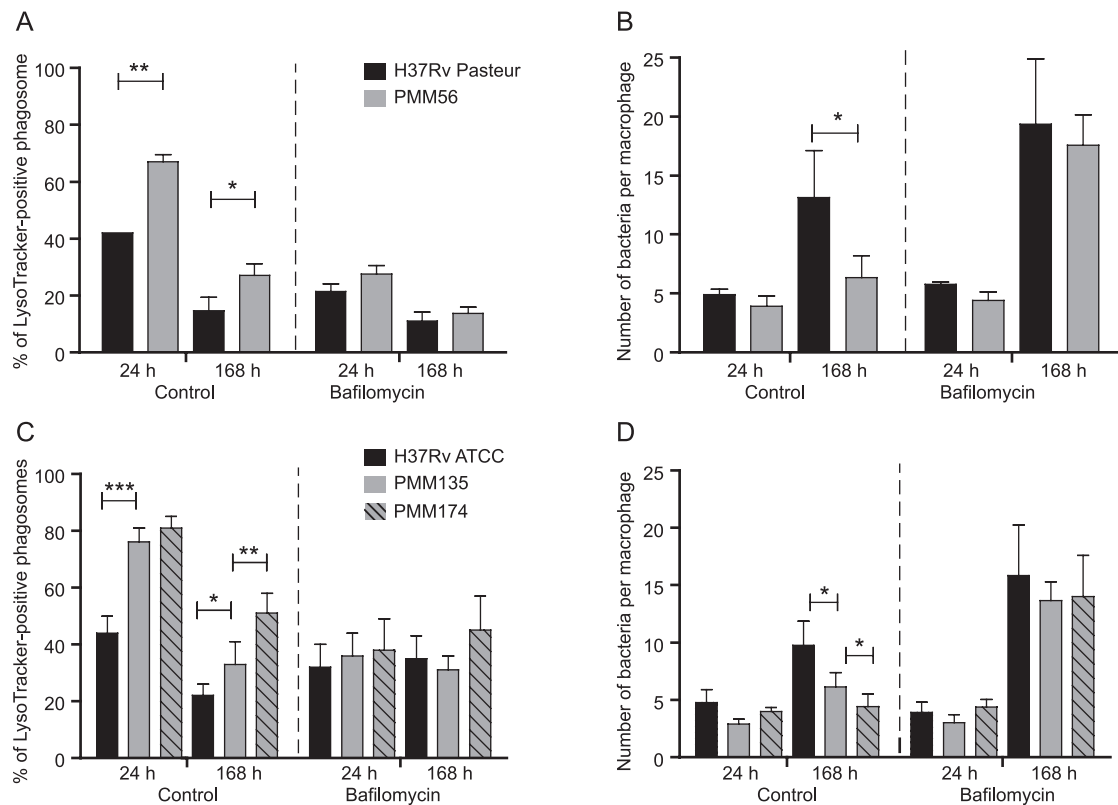 A
% of LysoTracker-positive phagosome
100
80
60
40
20
0
**
*
H37Rv Pasteur
PMM56
24 h
168 h
24 h
168 h
Control
Bafilomycin
B
Number of bacteria per macrophage
25
20
15
10
5
0
*
24 h
168 h
24 h
168 h
Control
Bafilomycin
C
% of LysoTracker-positive phagosomes
100
80
60
40
20
0
***
*
**
H37Rv ATCC
PMM135
PMM174
24 h
168 h
24 h
168 h
Control
Bafilomycin
D
Number of bacteria per macrophage
25
20
15
10
5
0
*
*
24 h
168 h
24 h
168 h
Control
Bafilomycin